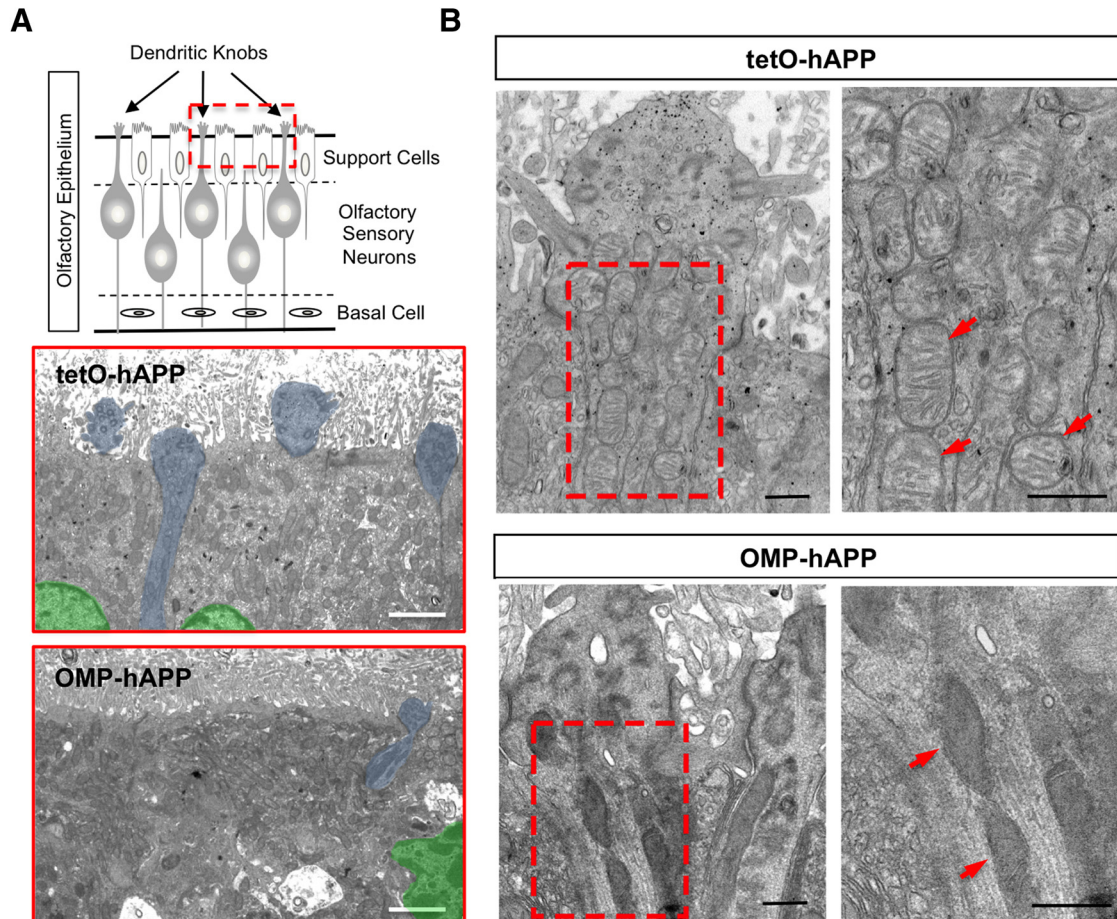 A
Dendritic Knobs
Olfactory Epithelium
Support Cells
Olfactory
Sensory
Neurons
Basal Cell
tetO-hAPP
OMP-hAPP
B
tetO-hAPP
OMP-hAPP